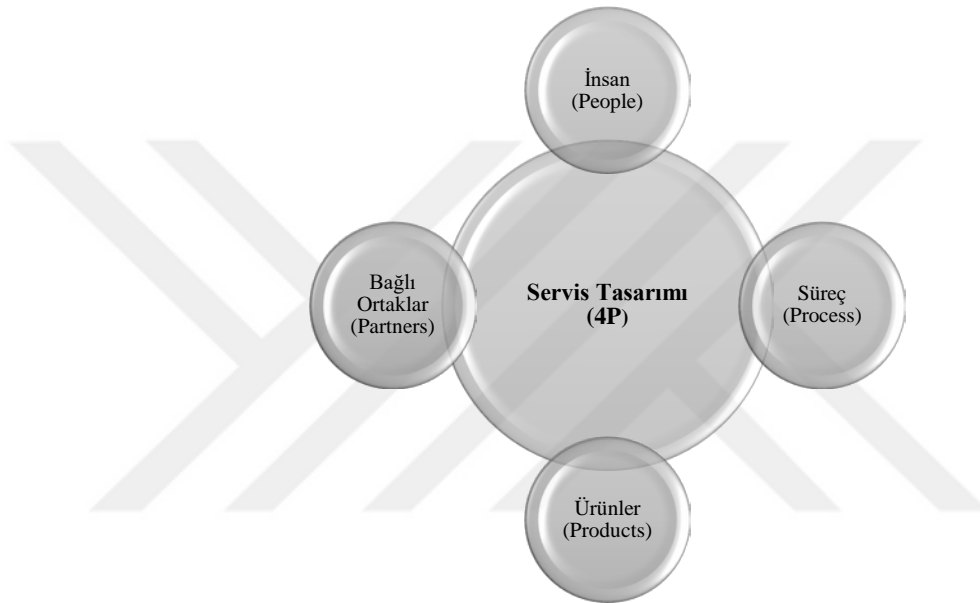 İnsan
(People)
Bağlı
Ortaklar
(Partners)
Servis Tasarımı
(4P)
Süreç
(Process)
Ürünler
(Products)